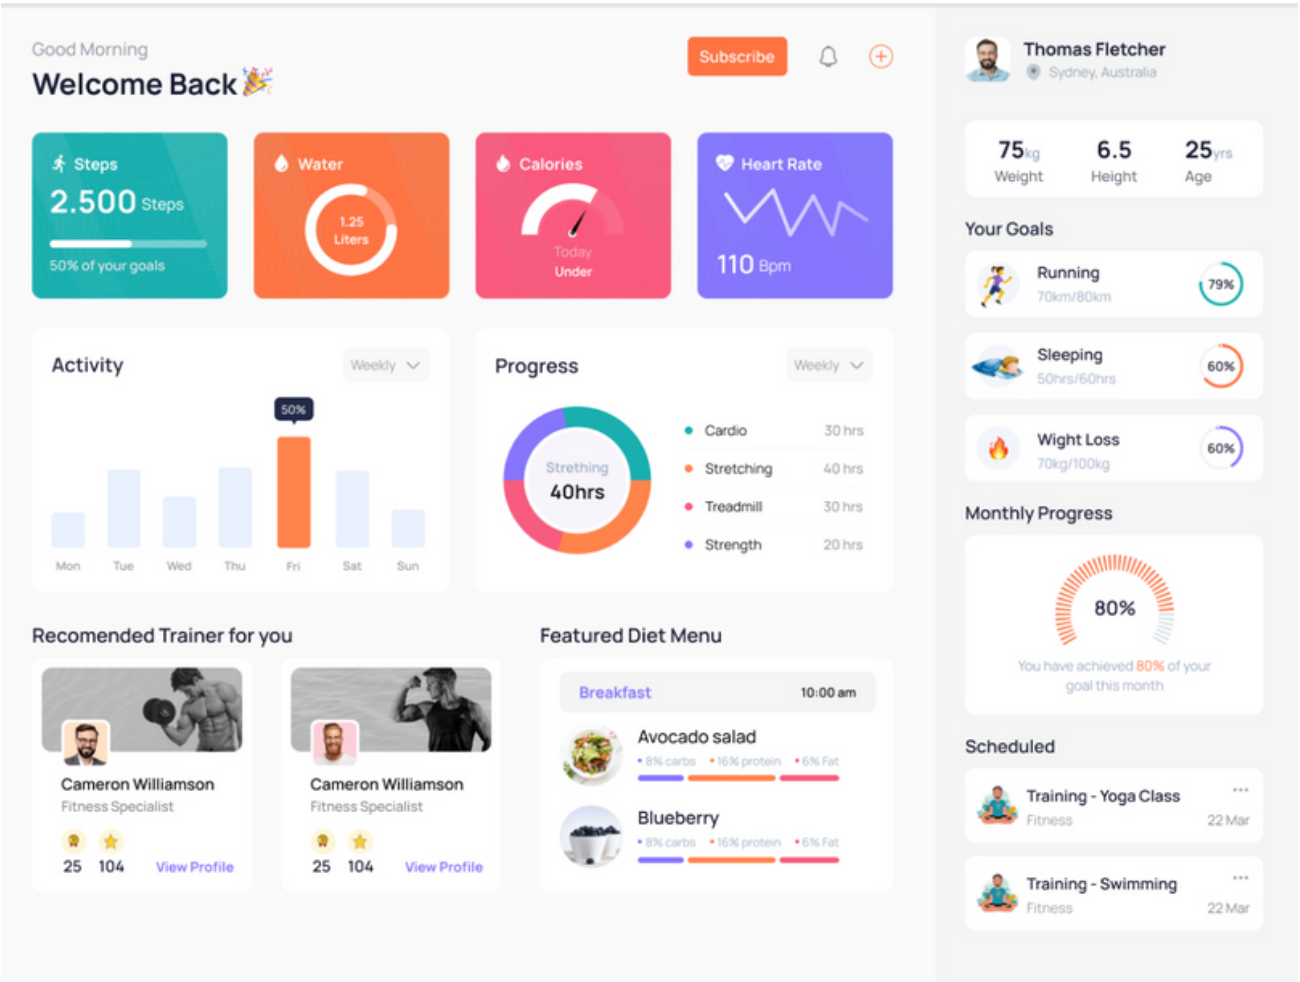 Good Morning
Welcome Back
Subscribe
Steps
2.500 Steps
50% of your goals
Water
1.25
Liters
Calories
Today
Under
Heart Rate
110 Bpm
Activity
Weekly
50%
Mon Tue Wed Thu Fri Sat Sun
Progress
Weekly
Strething
40hrs
Cardio 30 hrs
Stretching 40 hrs
Treadmill 30 hrs
Strength 20 hrs
Recomended Trainer for you
Cameron Williamson
Fitness Specialist
25 104 View Profile
Cameron Williamson
Fitness Specialist
25 104 View Profile
Featured Diet Menu
Breakfast 10:00 am
Avocado salad
8% carbs 16% protein 6% Fat
Blueberry
8% carbs 16% protein 6% Fat
Thomas Fletcher
Sydney, Australia
75kg 6.5 25yrs
Weight Height Age
Your Goals
Running
70km/80km
79%
Sleeping
50hrs/60hrs
60%
Wight Loss
70kg/100kg
60%
Monthly Progress
80%
You have achieved 80% of your
goal this month
Scheduled
Training - Yoga Class
Fitness 22 Mar
Training - Swimming
Fitness 22 Mar